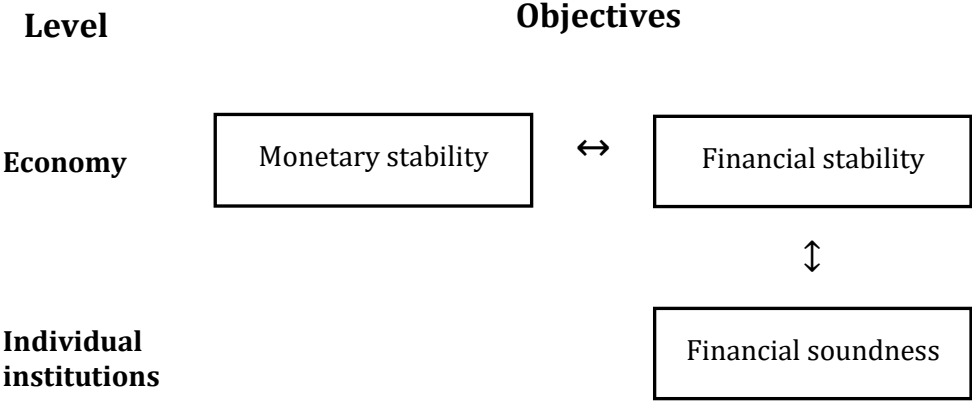 Level
Objectives
Economy
Monetary stability
↔
Financial stability
↕
Individual
institutions
Financial soundness